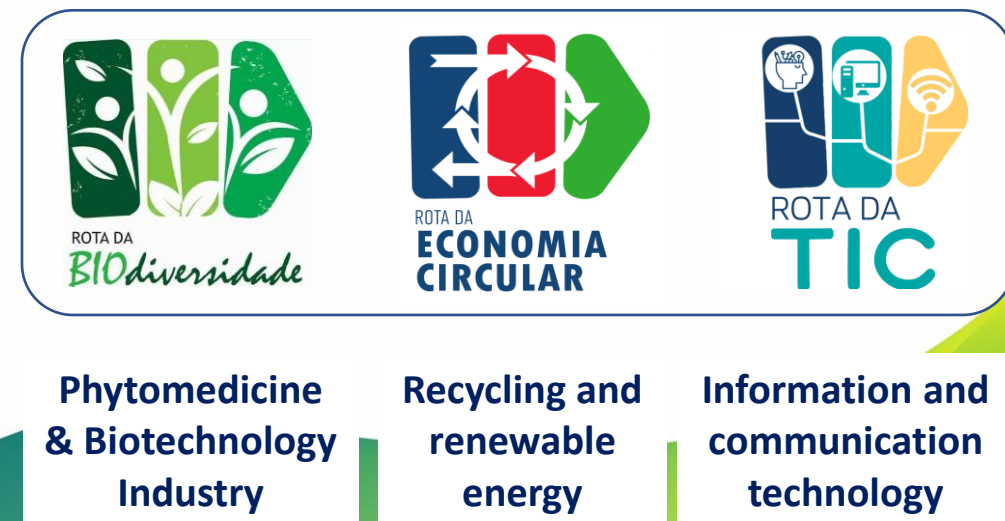 ROTA DA
BIOdiversidade
ROTA DA
ECONOMIA
CIRCULAR
ROTA DA
TIC
Phytomedicine
& Biotechnology
Industry
Recycling and
renewable
energy
Information and
communication
technology